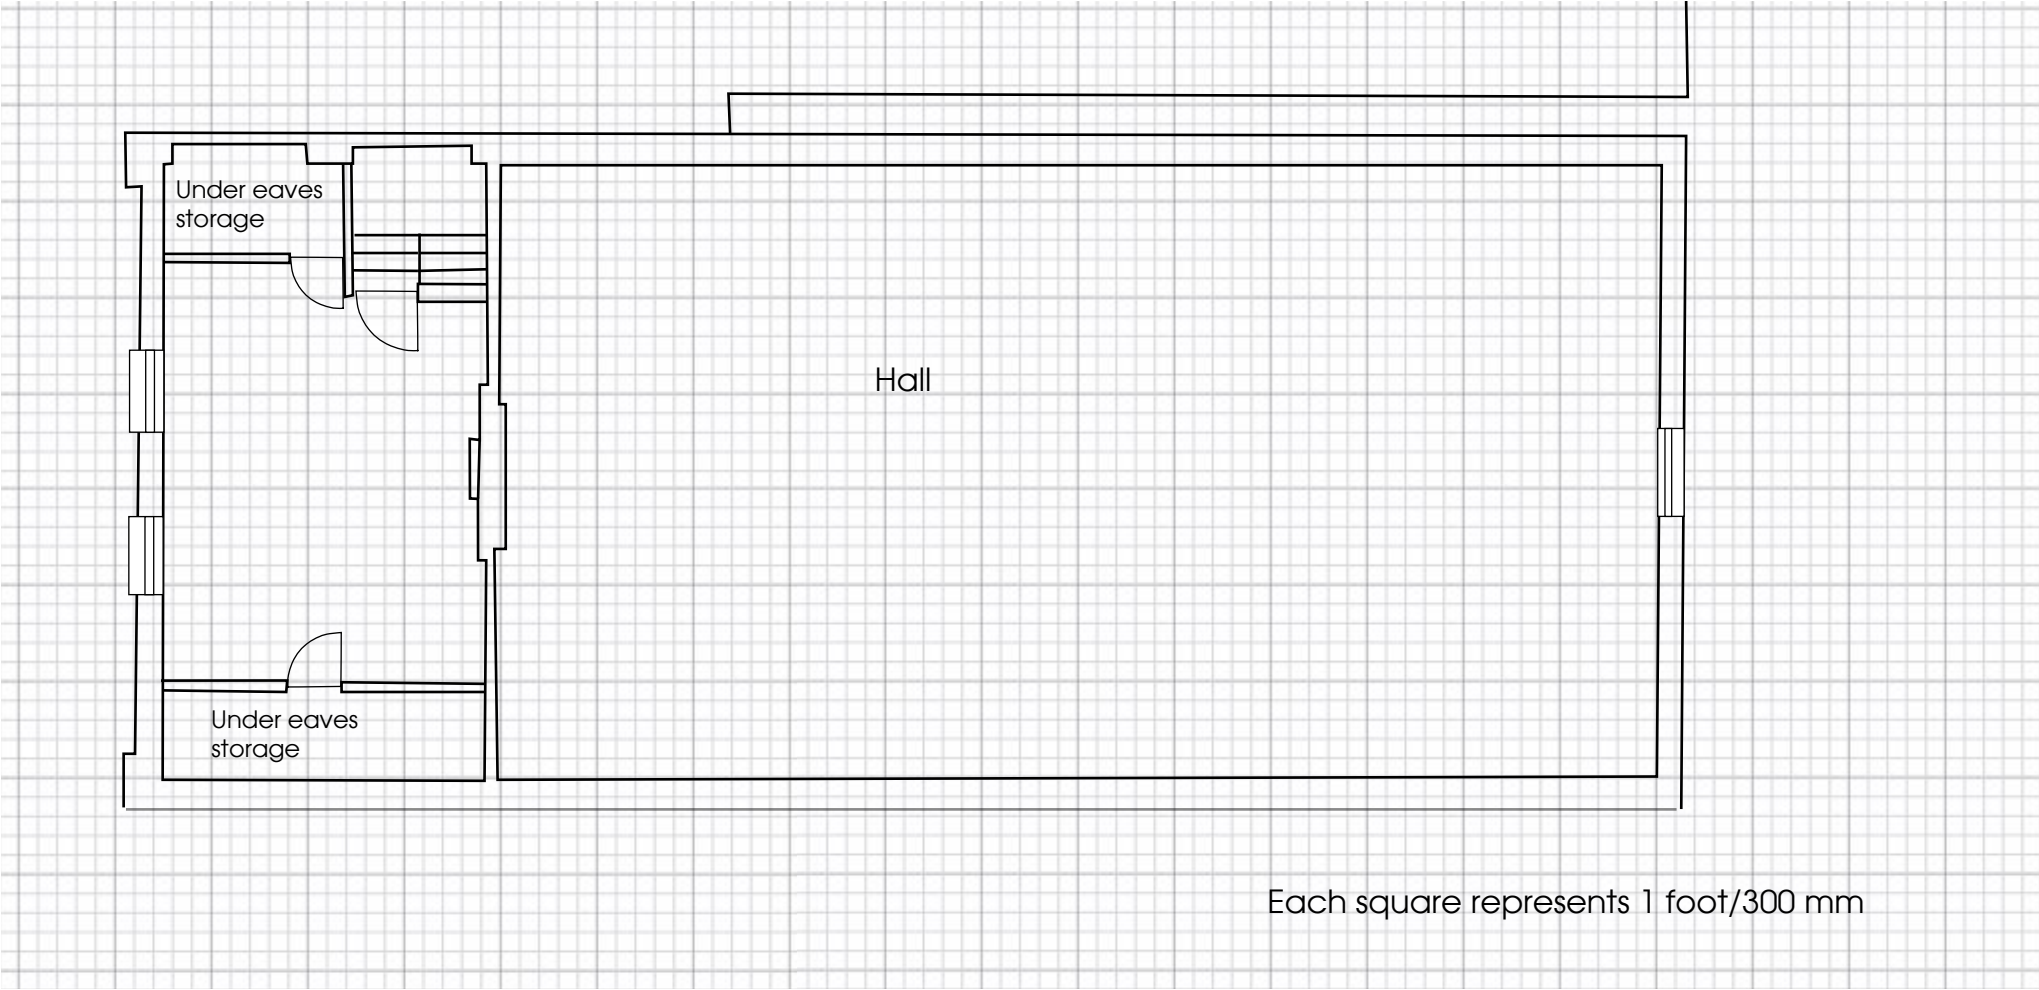 Under eaves
storage
Hall
Under eaves
storage
Each square represents 1 foot/300 mm